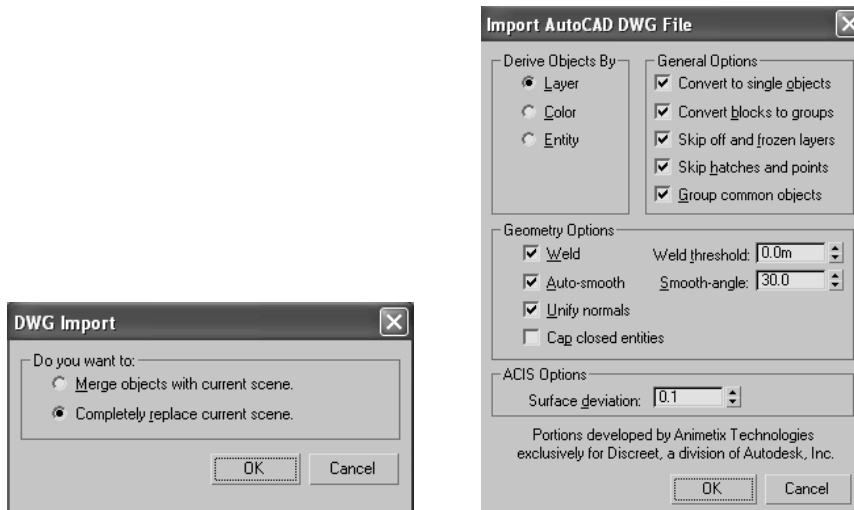 DWG Import
Do you want to:
Merge objects with current scene.
Completely replace current scene.
OK Cancel
Import AutoCAD DWG File
Derive Objects By
Layer
Color
Entity
General Options
Convert to single objects
Convert blocks to groups
Skip off and frozen layers
Skip hatches and points
Group common objects
Geometry Options
Weld
Auto-smooth
Unify normals
Cap closed entities
Weld threshold: 0.0m
Smooth-angle: 30.0
ACIS Options
Surface deviation: 0.1
Portions developed by Animetix Technologies
exclusively for Discreet, a division of Autodesk, Inc.
OK Cancel